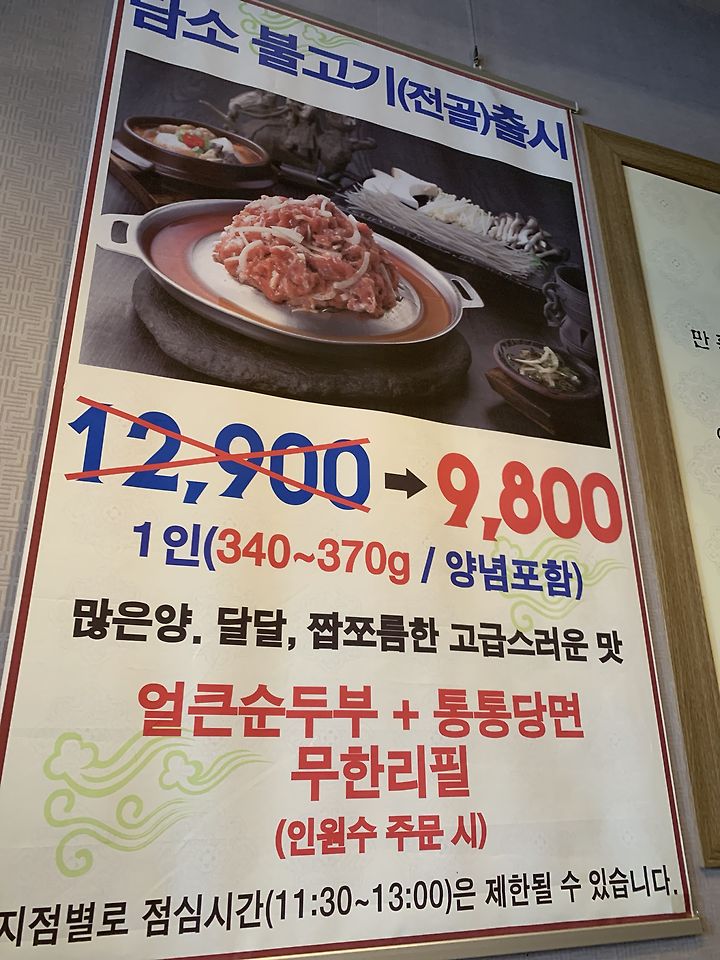 담소 불고기(전골)출시
12,900 → 9,800
1인(340~370g / 양념포함)
많은양. 달달, 짭쪼름한 고급스러운 맛
얼큰순두부 + 통통당면
무한리필
(인원수 주문 시)
지점별로 점심시간(11:30~13:00)은 제한될 수 있습니다.
만